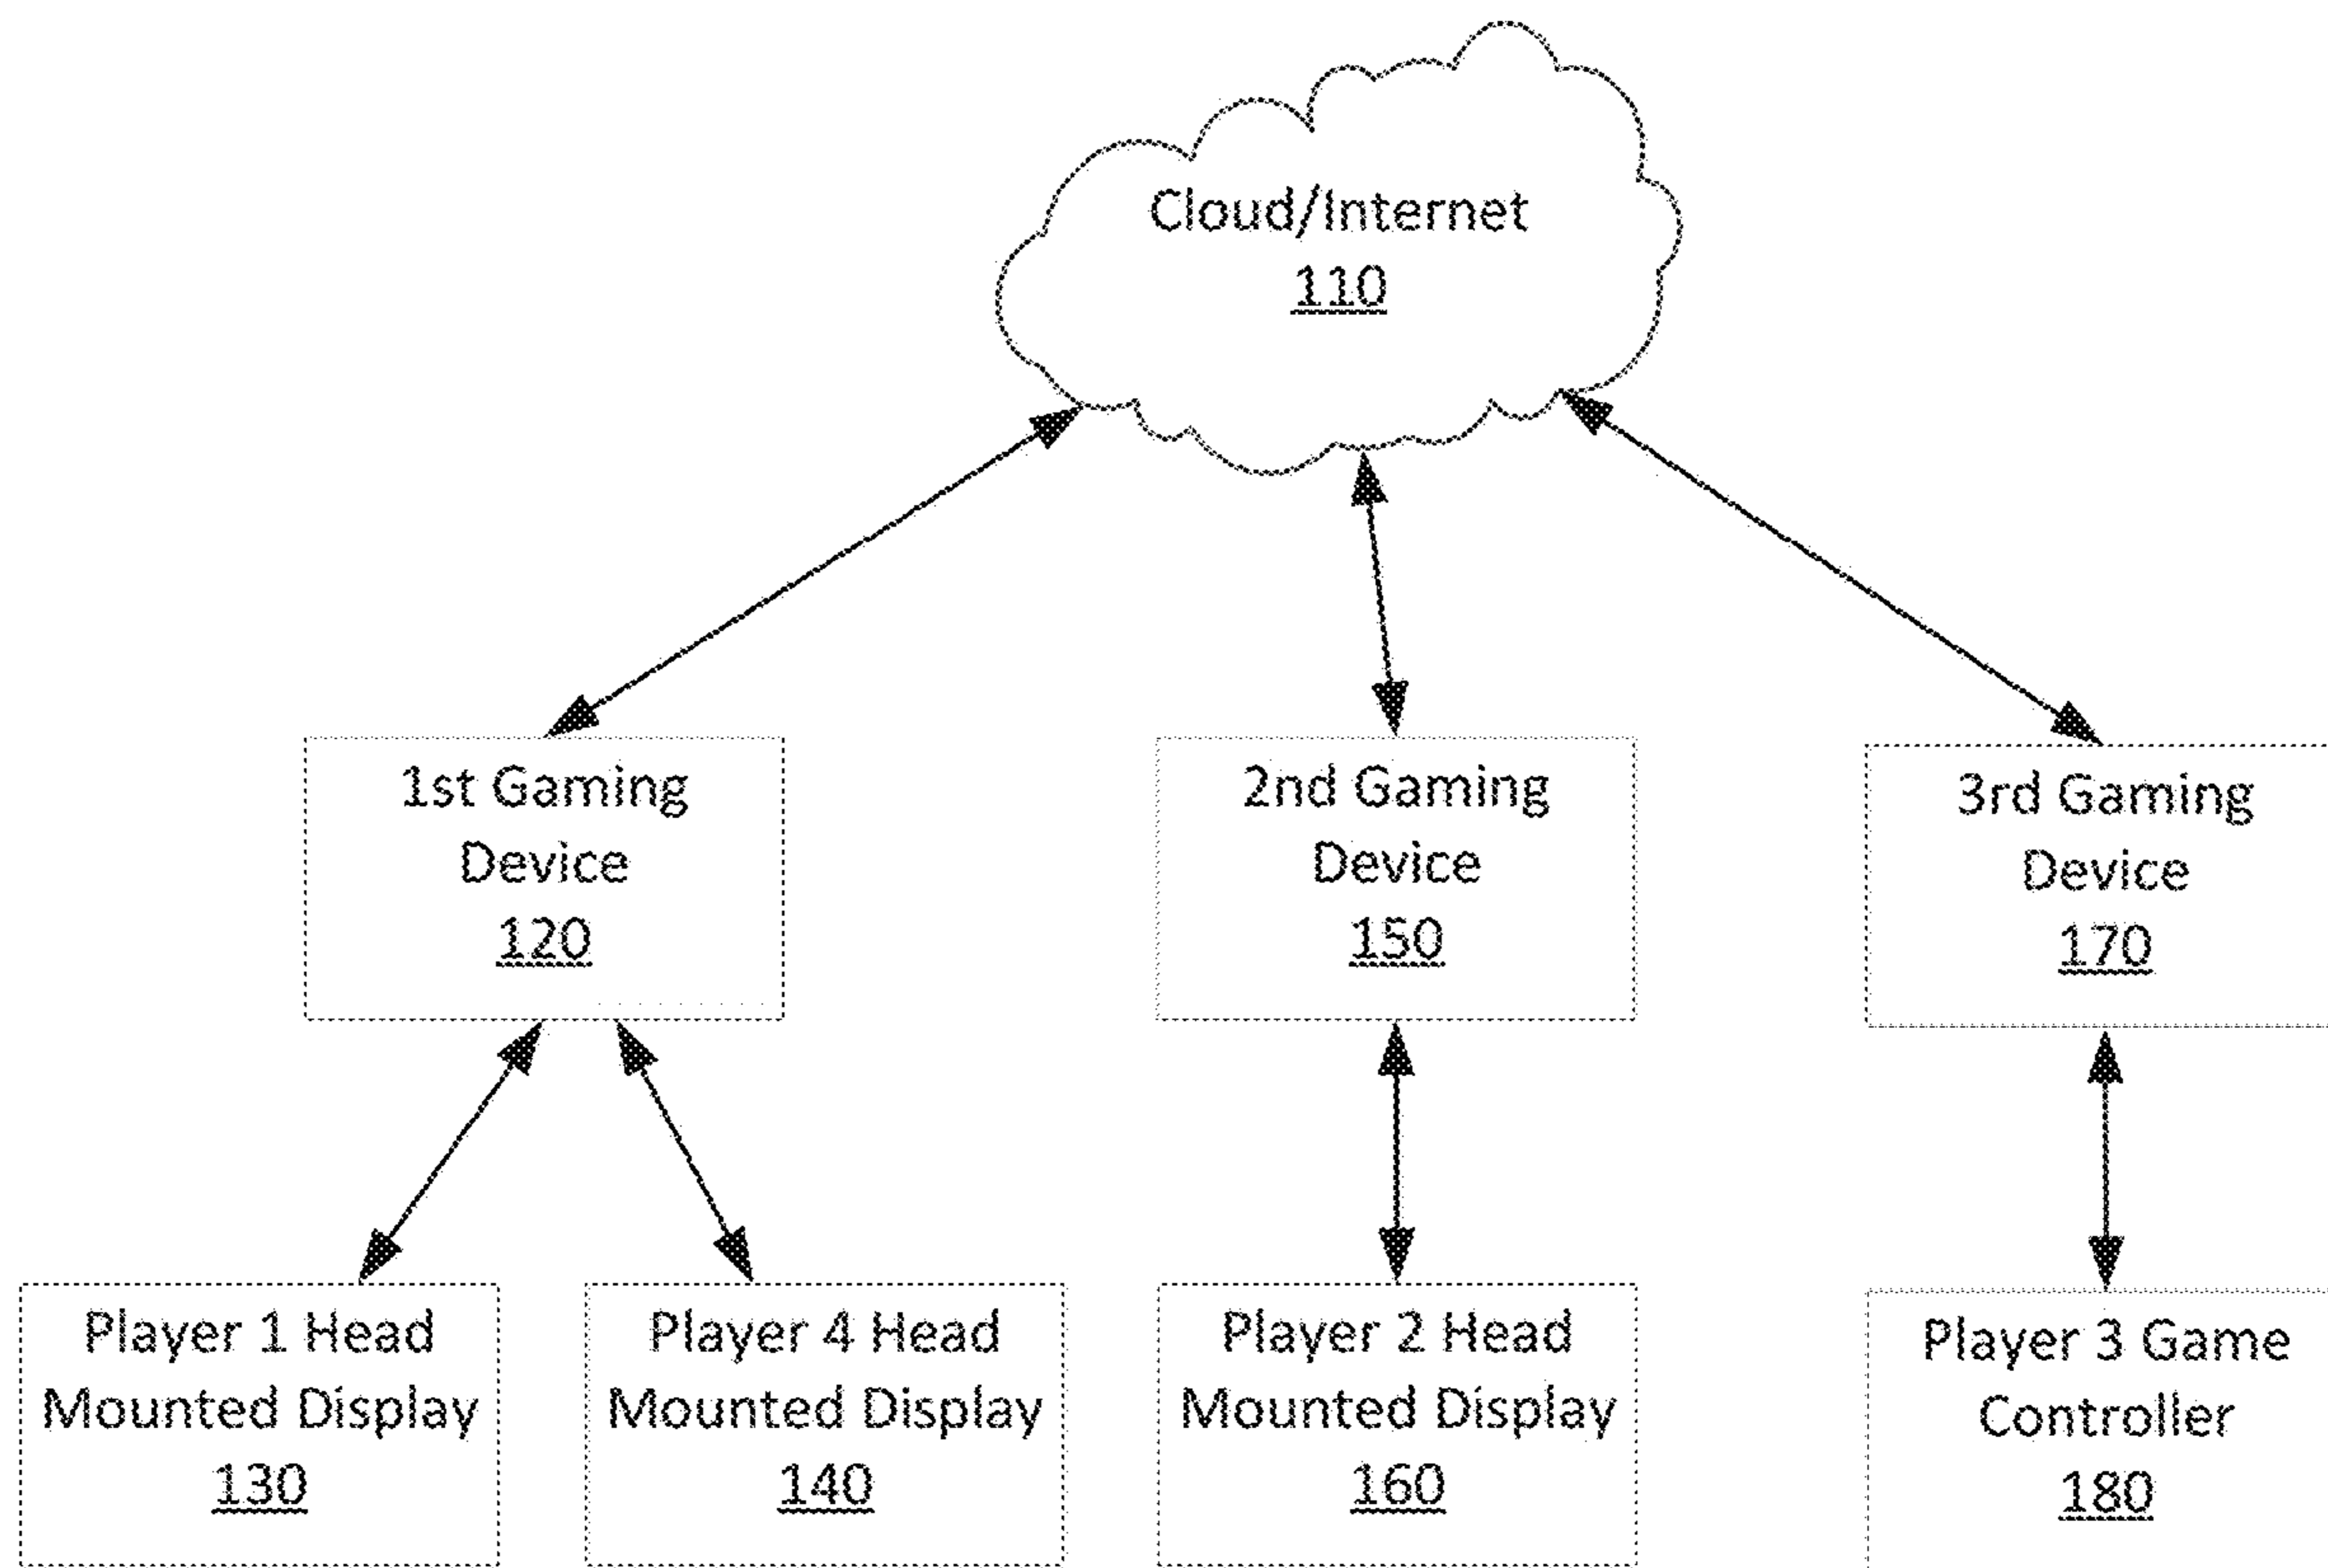 Cloud/Internet
110
1st Gaming
Device
120
2nd Gaming
Device
150
3rd Gaming
Device
170
Player 1 Head
Mounted Display
130
Player 4 Head
Mounted Display
140
Player 2 Head
Mounted Display
160
Player 3 Game
Controller
180